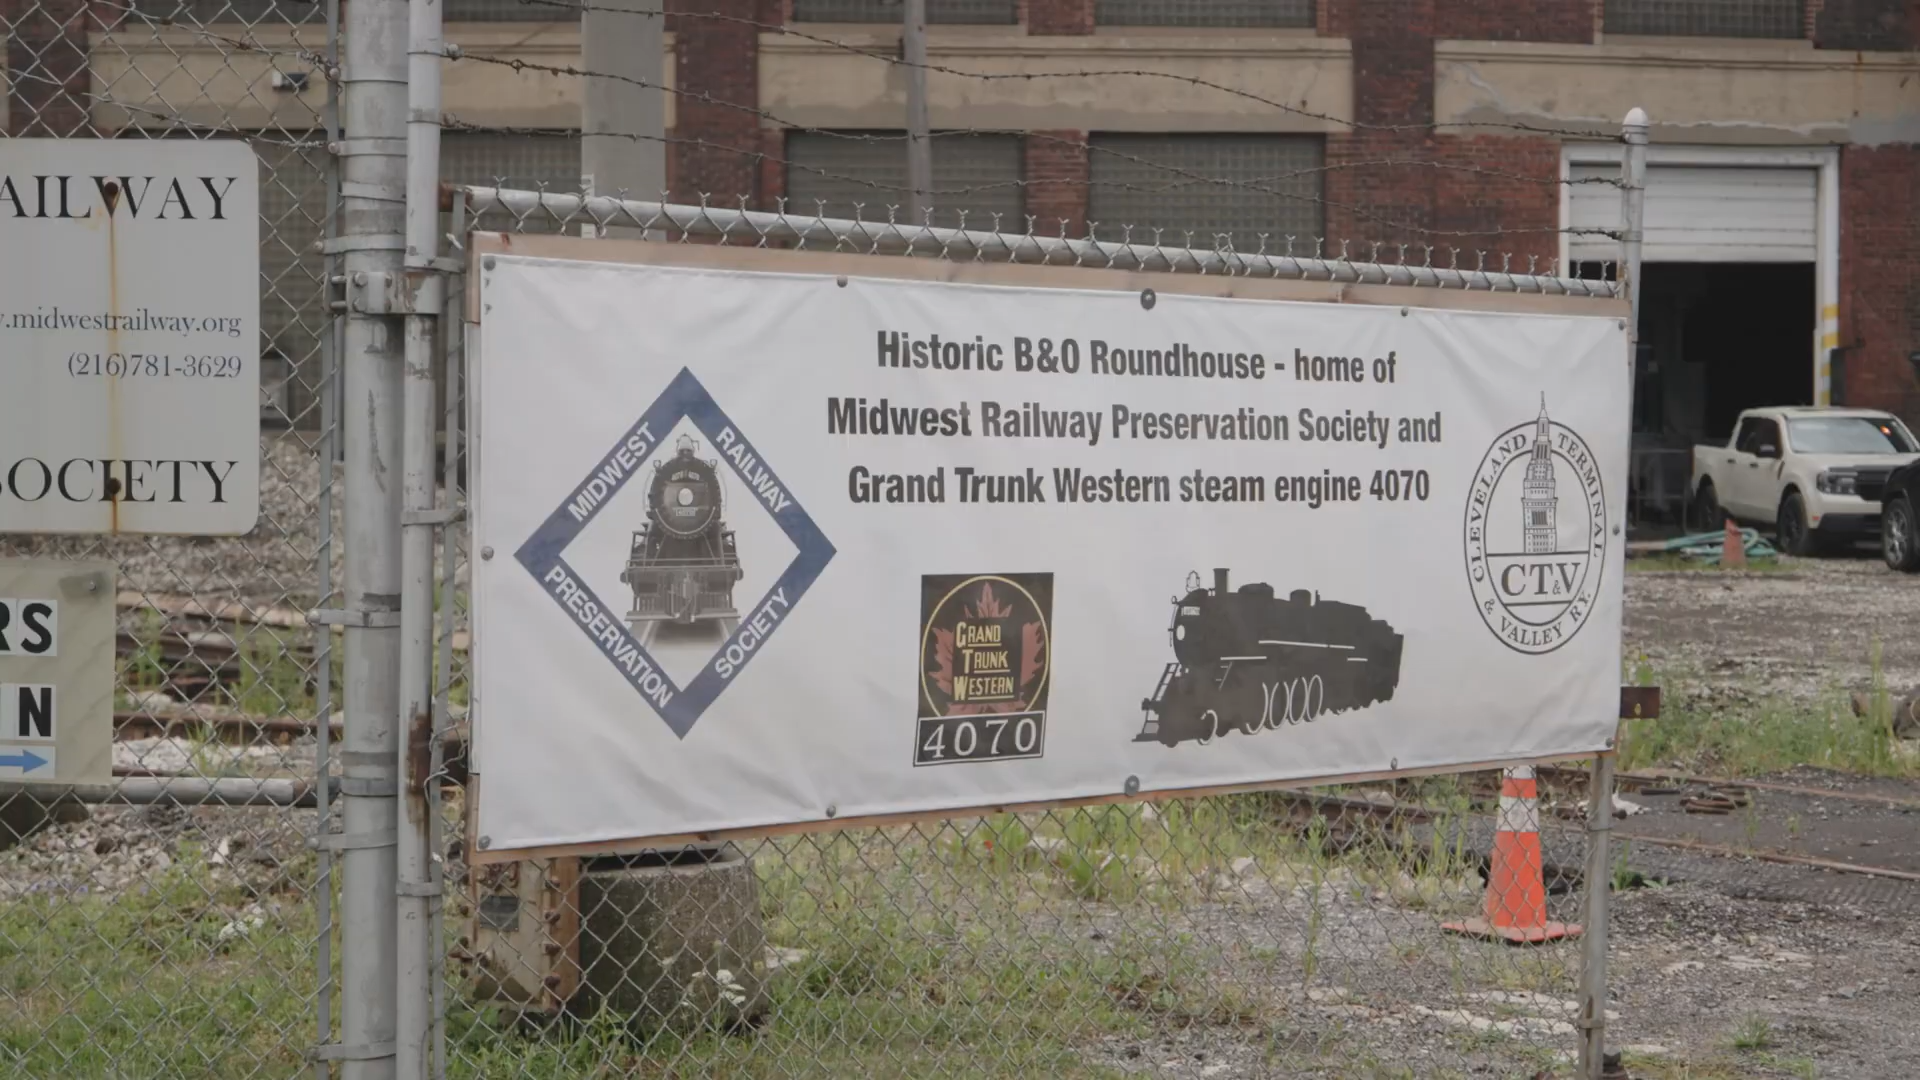 AILWAY
.midwestrailway.org
(216)781-3629
SOCIETY
RS
N
Historic B&O Roundhouse - home of
Midwest Railway Preservation Society and
Grand Trunk Western steam engine 4070
MIDWEST
RAILWAY
PRESERVATION
SOCIETY
GRAND
TRUNK
WESTERN
4070
CLEVELAND TERMINAL
CT&V
& VALLEY RY.